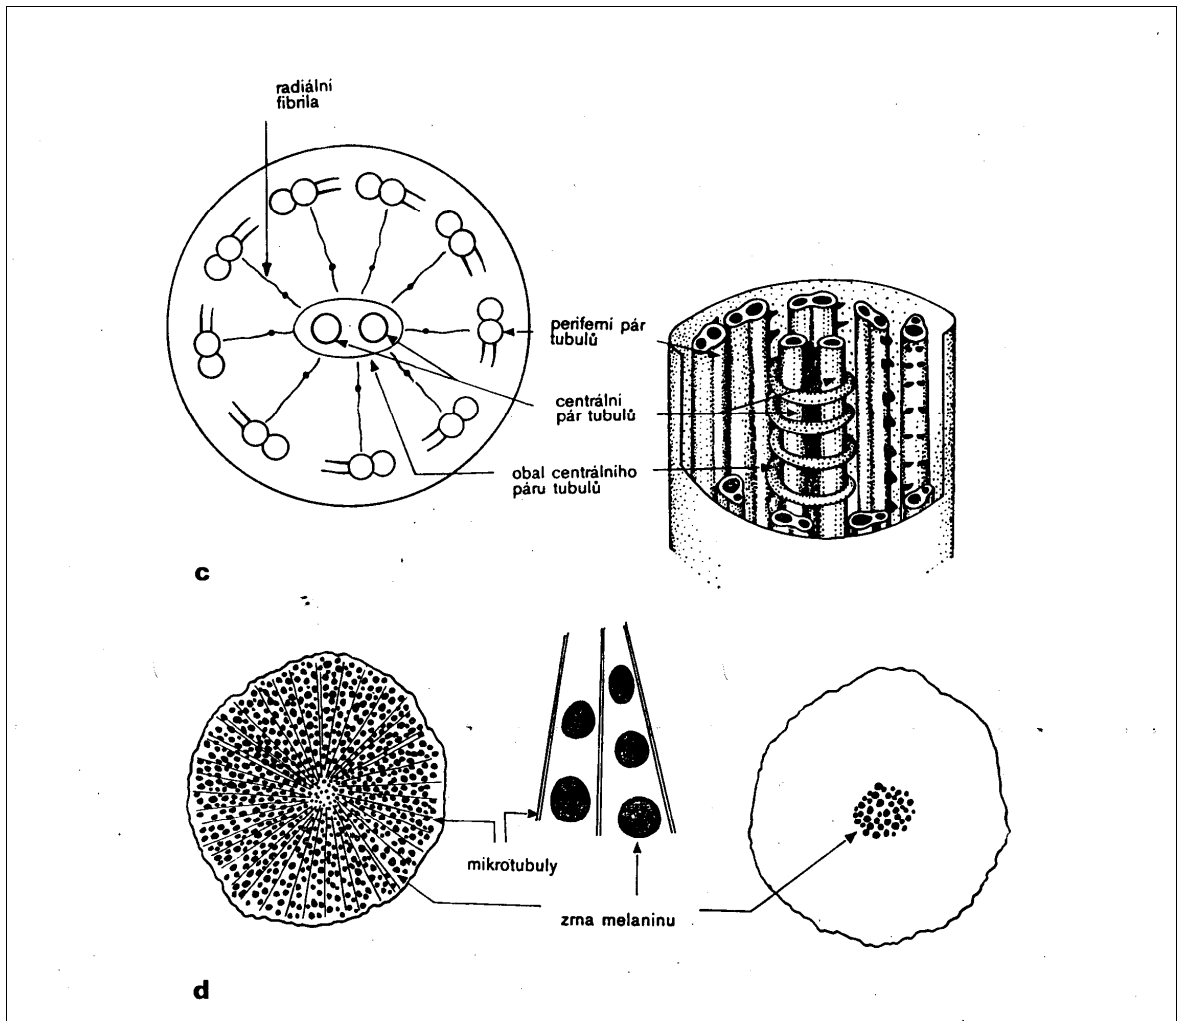 radiální
fibrila
periferní pár
tubulů
centrální
pár tubulů
obal centrálního
páru tubulů
c
mikrotubuly
zrna melaninu
d